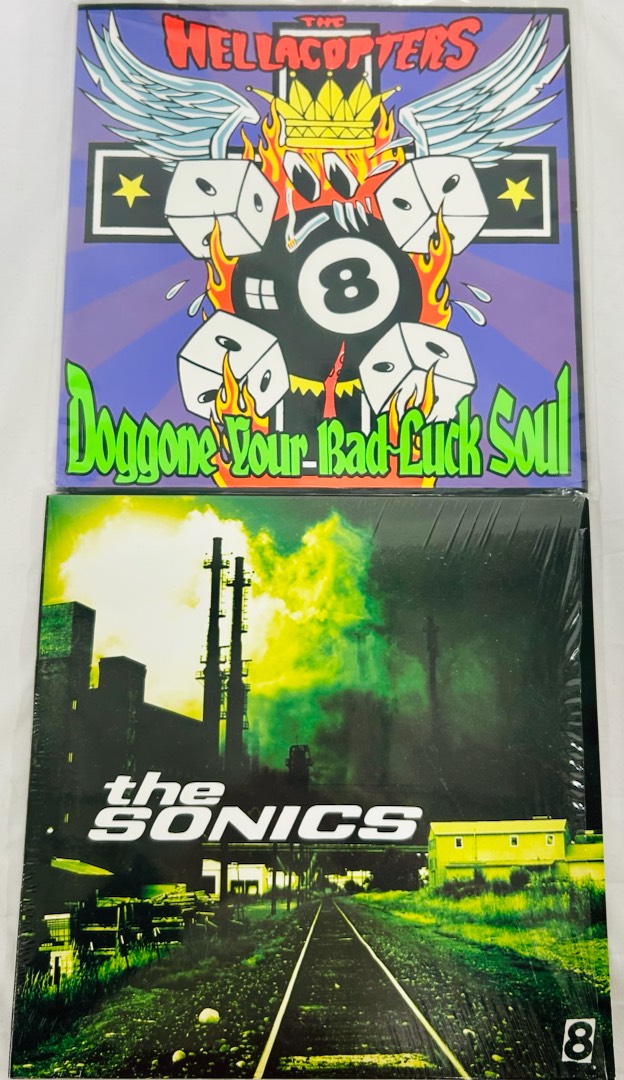 THE
HELLACOPTERS
8
Doggone Your Bad-Luck Soul
the
SONICS
8